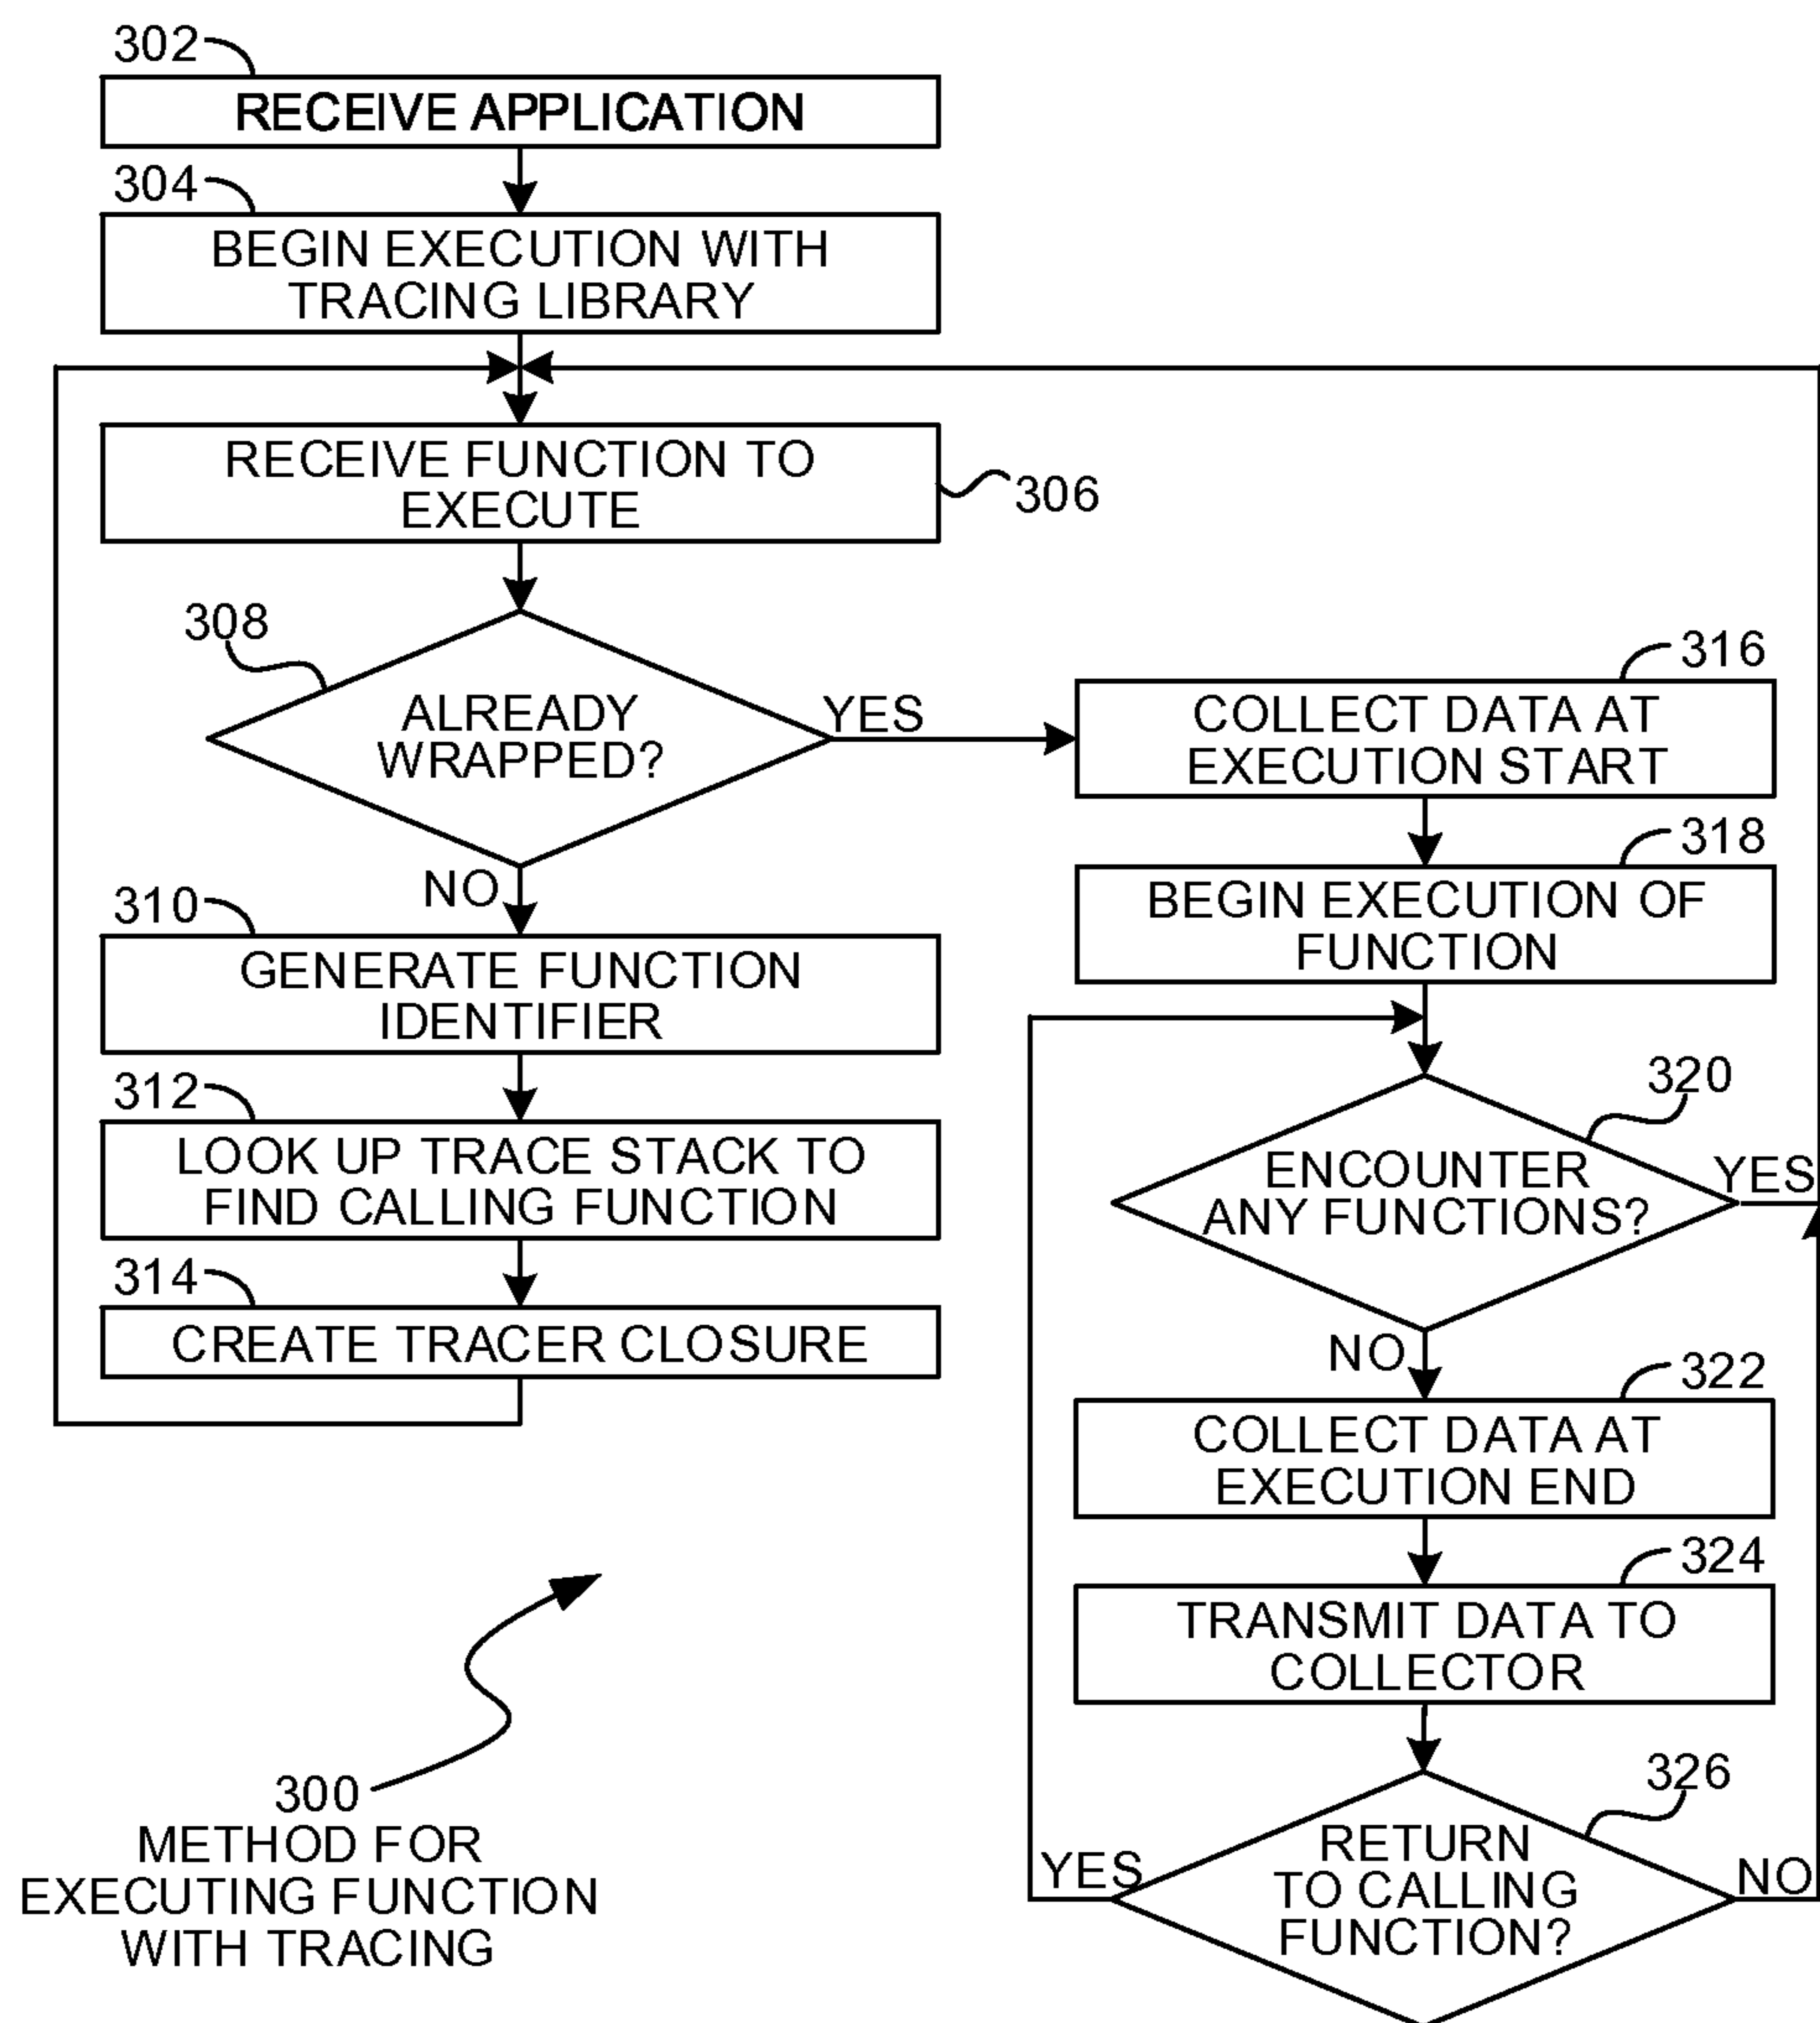 302
RECEIVE APPLICATION
304
BEGIN EXECUTION WITH
TRACING LIBRARY
RECEIVE FUNCTION TO
EXECUTE
306
308
ALREADY
WRAPPED?
YES
NO
310
GENERATE FUNCTION
IDENTIFIER
312
LOOK UP TRACE STACK TO
FIND CALLING FUNCTION
314
CREATE TRACER CLOSURE
316
COLLECT DATA AT
EXECUTION START
318
BEGIN EXECUTION OF
FUNCTION
320
ENCOUNTER
ANY FUNCTIONS?
YES
NO
322
COLLECT DATA AT
EXECUTION END
324
TRANSMIT DATA TO
COLLECTOR
326
RETURN
TO CALLING
FUNCTION?
YES
NO
300
METHOD FOR
EXECUTING FUNCTION
WITH TRACING